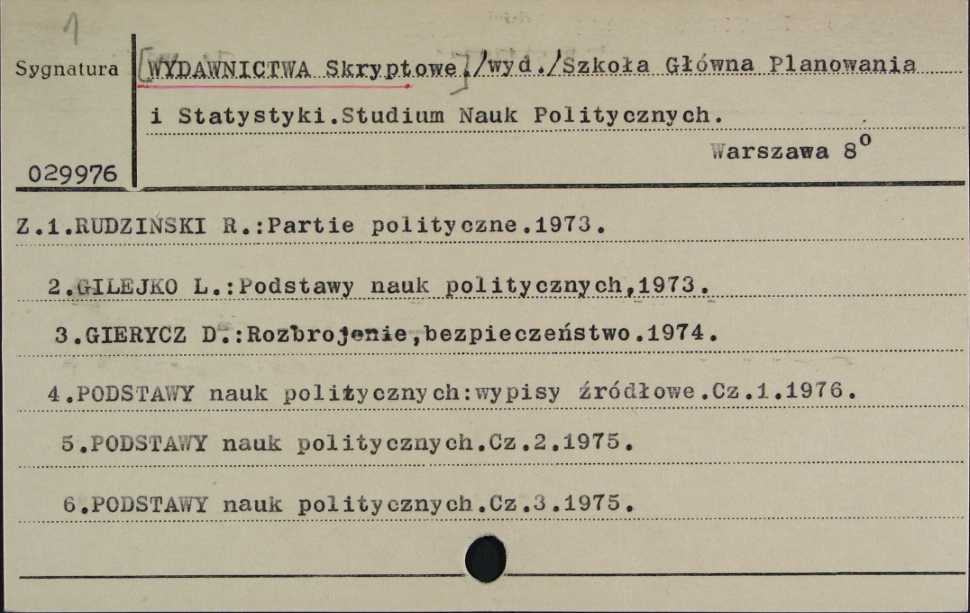 1
Sygnatura [WYDAWNICTWA Skryptowe.]/wyd./Szkoła Główna Planowania
i Statystyki.Studium Nauk Politycznych.
Warszawa 8⁰
029976
Z.1.RUDZIŃSKI R.:Partie polityczne.1973.
2.GILEJKO L.:Podstawy nauk politycznych,1973.
3.GIERYCZ D.:Rozbrojenie,bezpieczeństwo.1974.
4.PODSTAWY nauk politycznych:wypisy źródłowe.Cz.1.1976.
5.PODSTAWY nauk politycznych.Cz.2.1975.
6.PODSTAWY nauk politycznych.Cz.3.1975.